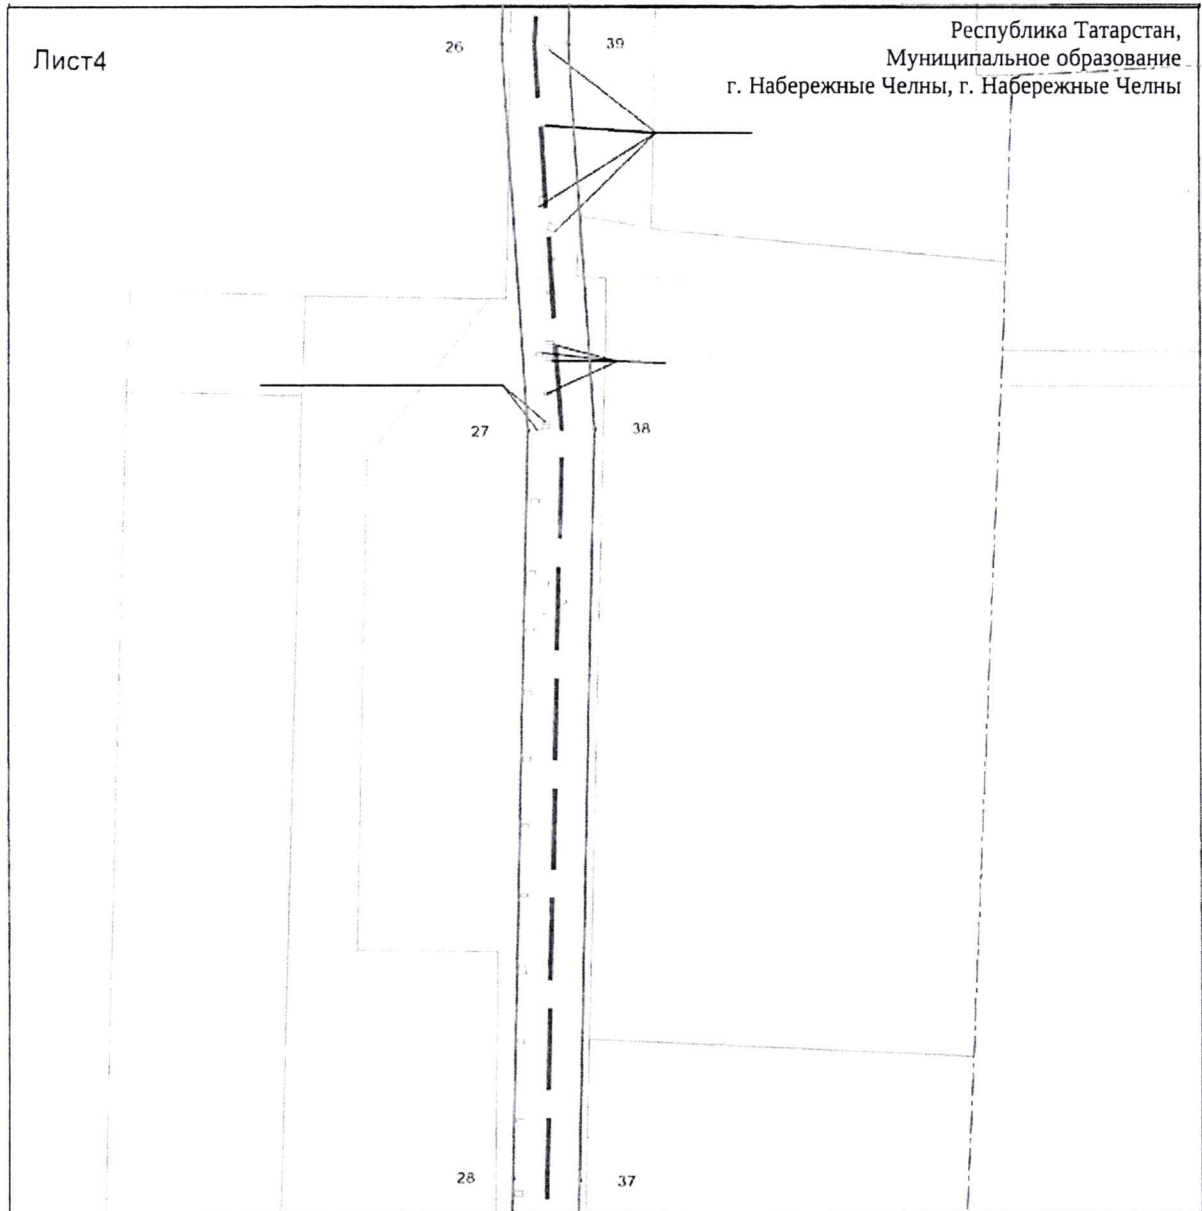 Лист4
Республика Татарстан,
Муниципальное образование
г. Набережные Челны, г. Набережные Челны
26
39
27
38
28
37